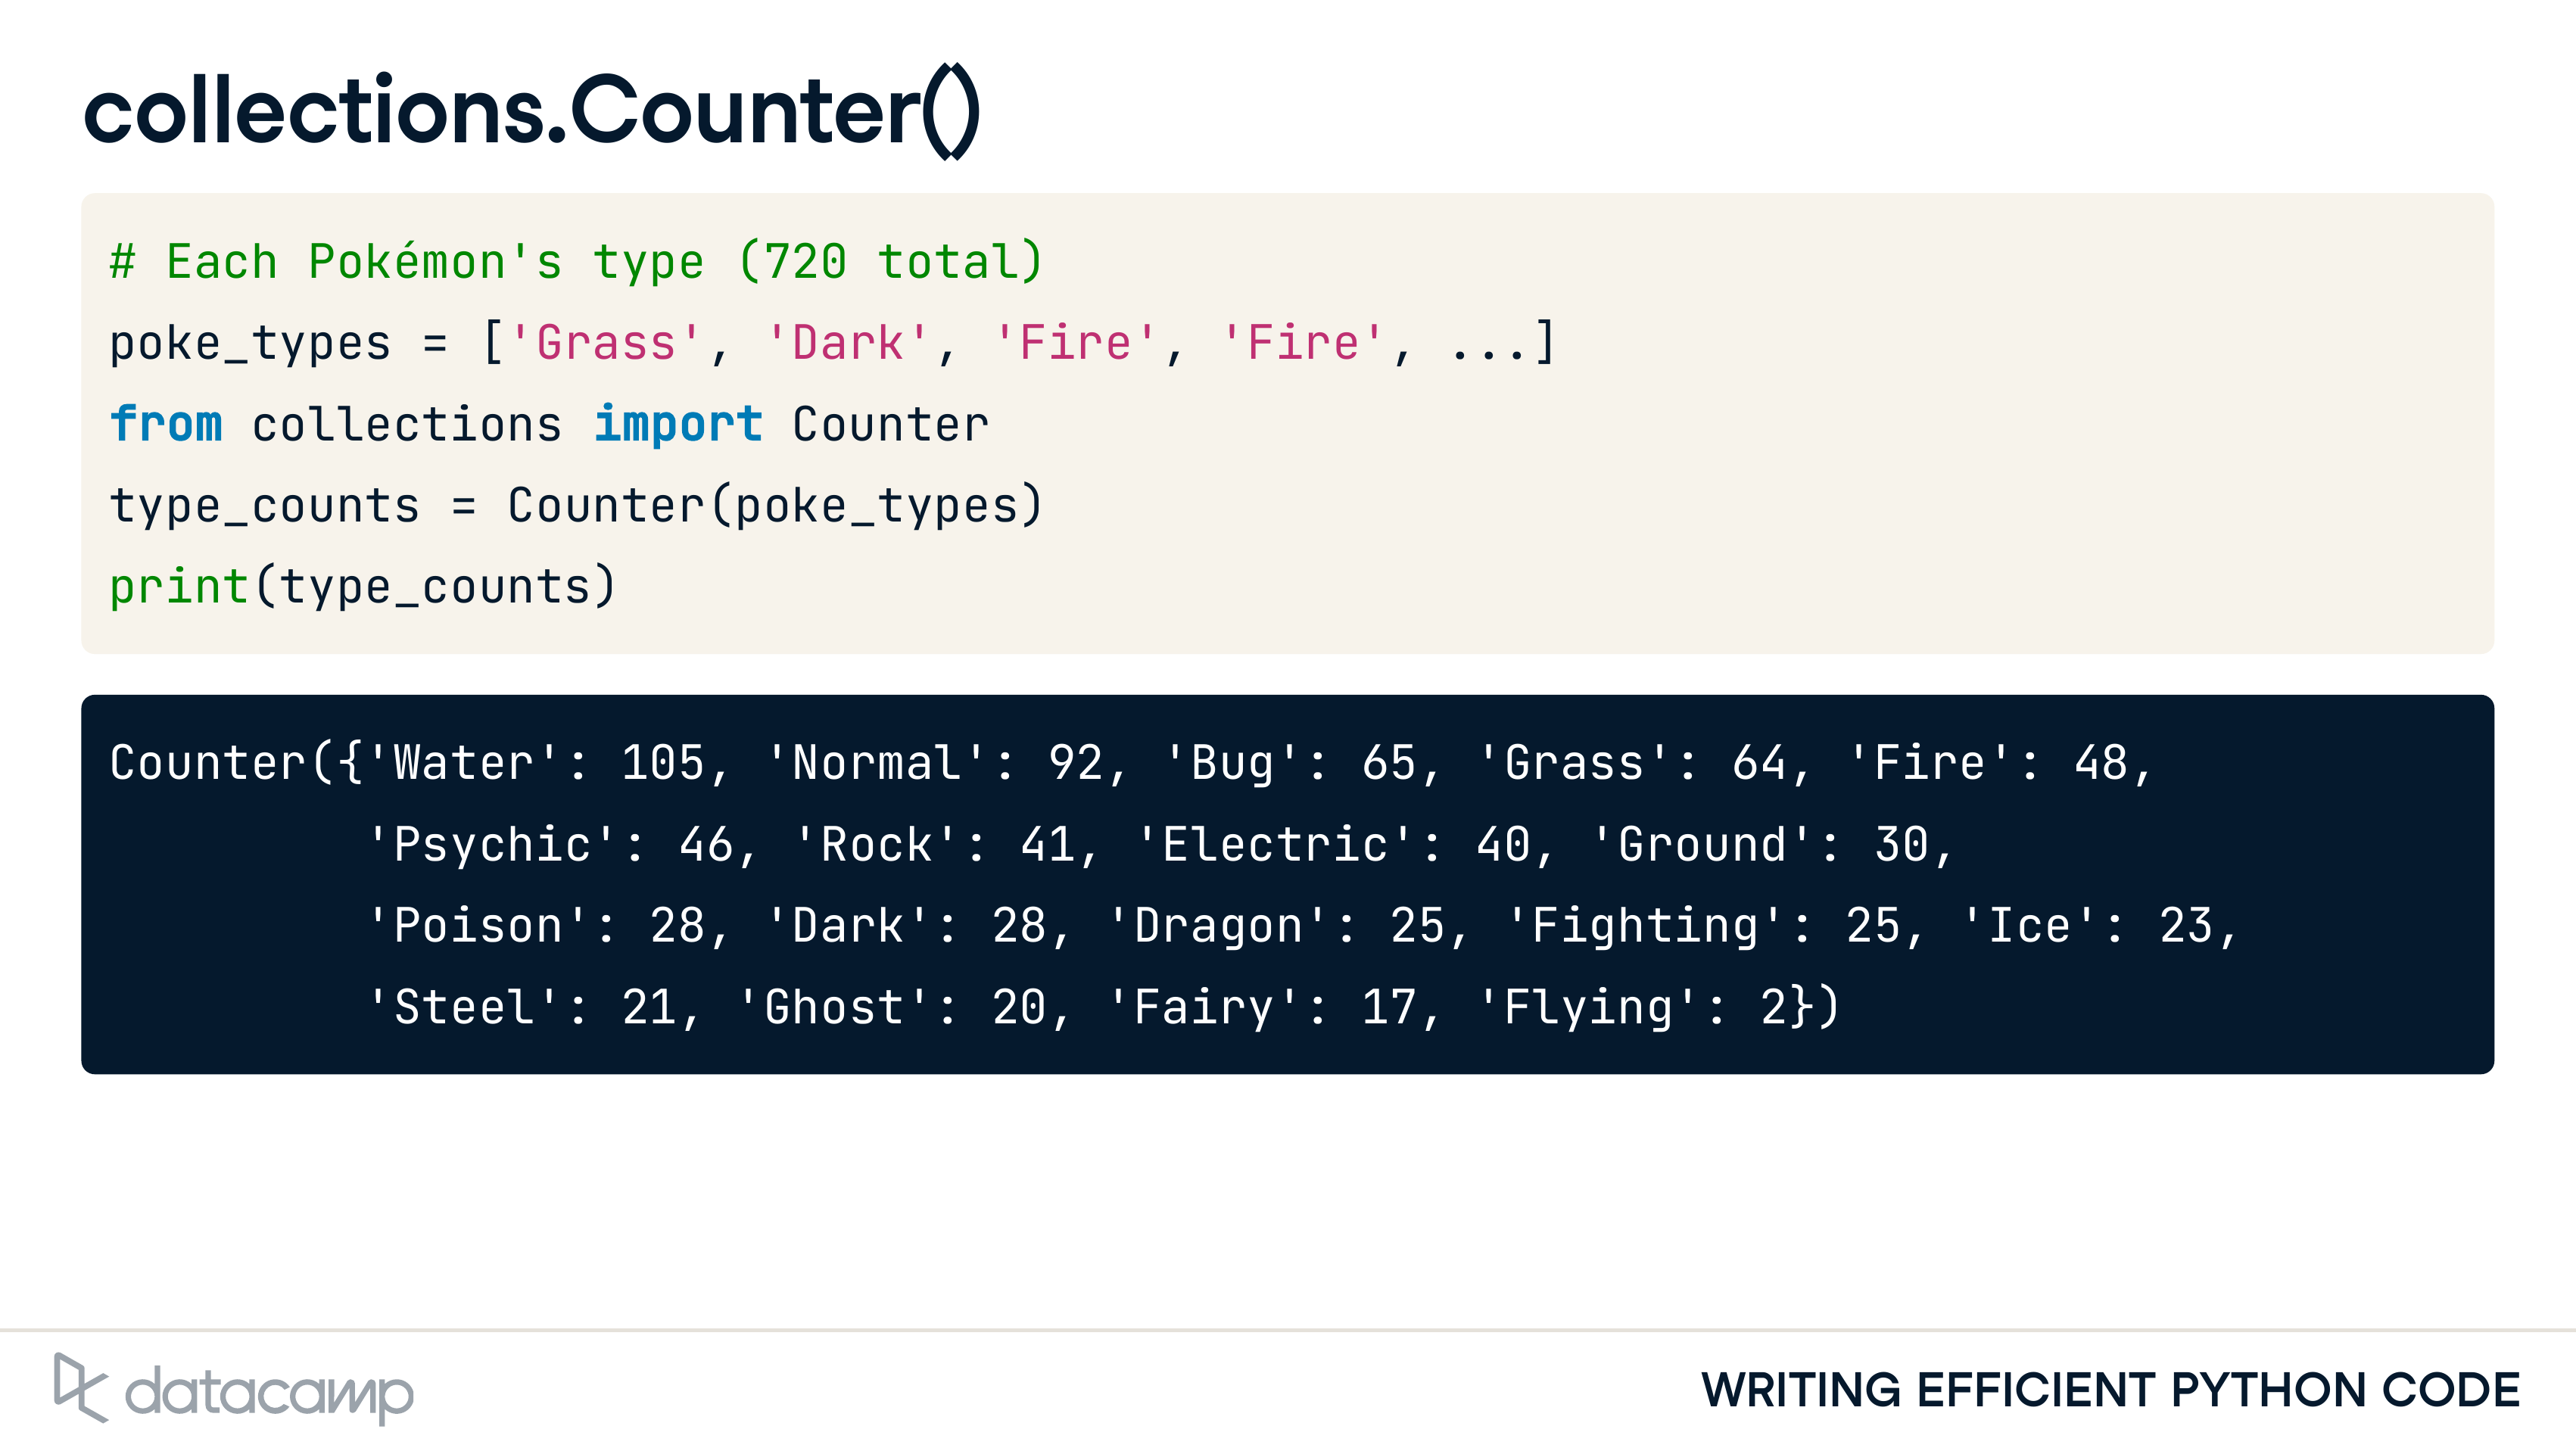 collections.Counter()
# Each Pokémon's type (720 total)
poke_types = ['Grass', 'Dark', 'Fire', 'Fire', ...]
from collections import Counter
type_counts = Counter(poke_types)
print(type_counts)
Counter({'Water': 105, 'Normal': 92, 'Bug': 65, 'Grass': 64, 'Fire': 48,
'Psychic': 46, 'Rock': 41, 'Electric': 40, 'Ground': 30,
'Poison': 28, 'Dark': 28, 'Dragon': 25, 'Fighting': 25, 'Ice': 23,
'Steel': 21, 'Ghost': 20, 'Fairy': 17, 'Flying': 2})
datacamp
WRITING EFFICIENT PYTHON CODE